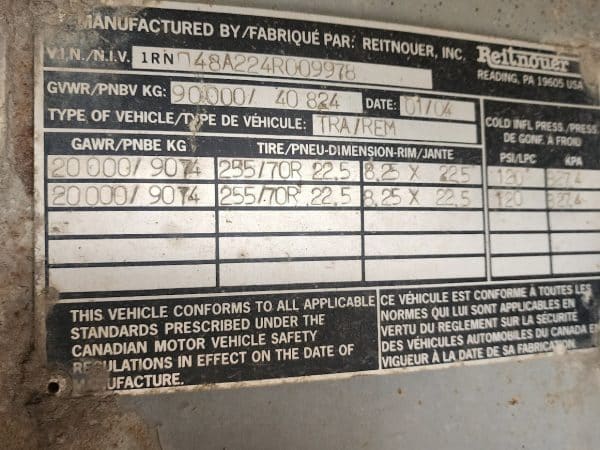 MANUFACTURED BY/FABRIQUÉ PAR: REITNOUER, INC. Reitnouer
READING, PA 19605 USA
V.I.N./N.I.V. 1RN 48A224R009978
GVWR/PNBV KG: 90000/ 40 824 DATE: 01/04
TYPE OF VEHICLE/TYPE DE VÉHICULE: TRA/REM
COLD INFL PRESS./PRESS. DE GONF. À FROID
GAWR/PNBE KG TIRE/PNEU-DIMENSION-RIM/JANTE PSI/LPC KPA
20 000/ 9074 255/70R 22.5 8.25 X 22.5 120 827.4
20 000/ 9074 255/70R 22.5 8.25 X 22.5 120 827.4
THIS VEHICLE CONFORMS TO ALL APPLICABLE
STANDARDS PRESCRIBED UNDER THE
CANADIAN MOTOR VEHICLE SAFETY
REGULATIONS IN EFFECT ON THE DATE OF
MANUFACTURE.
CE VÉHICULE EST CONFORME À TOUTES LES
NORMES QUI LUI SONT APPLICABLES EN
VERTU DU REGLEMENT SUR LA SÉCURITÉ
DES VÉHICULES AUTOMOBILES DU CANADA EN
VIGUEUR À LA DATE DE SA FABRICATION